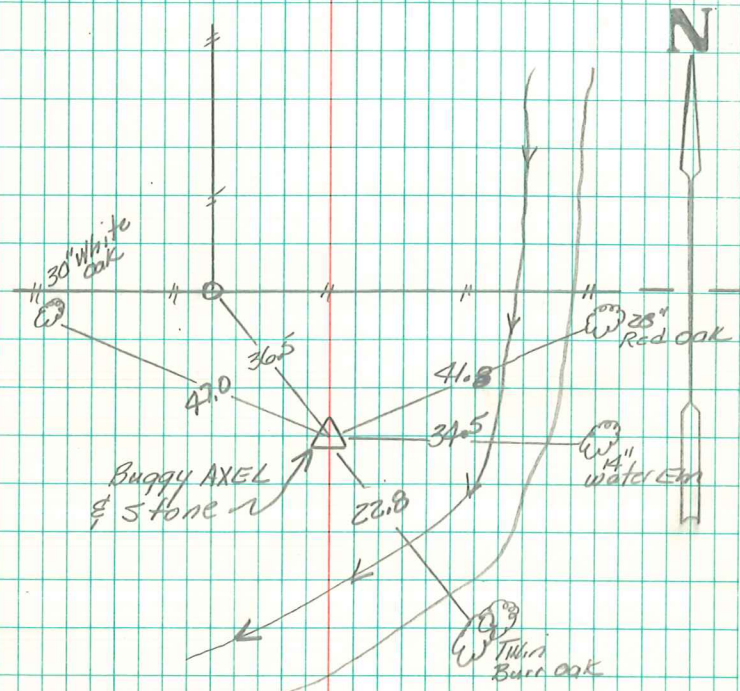 N
30" White
oak
36.5
47.0
41.8
28"
Red oak
34.5
14"
water Elm
Buggy AXEL
& Stone
22.8
Twin
Burr oak